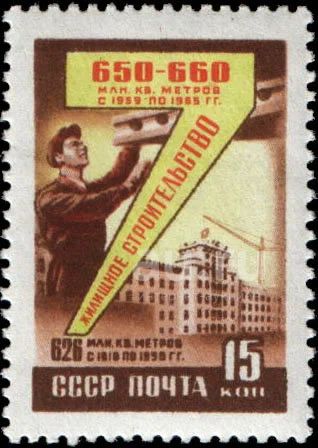 650-660
МЛН. КВ. МЕТРОВ
С 1959 ПО 1965 ГГ.
ЖИЛИЩНОЕ СТРОИТЕЛЬСТВО
626 МЛН. КВ. МЕТРОВ
С 1918 ПО 1958 ГГ.
15
КОП
СССР ПОЧТА